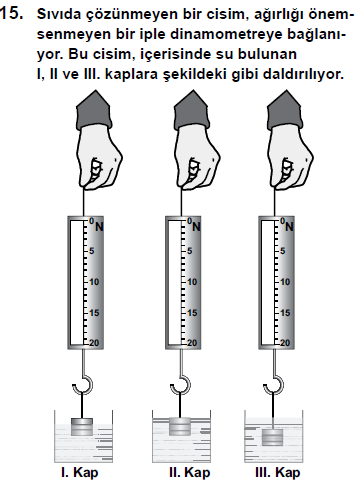 15. Sıvıda çözünmeyen bir cisim, ağırlığı önem-
senmeyen bir iple dinamometreye bağlanı-
yor. Bu cisim, içerisinde su bulunan
I, II ve III. kaplara şekildeki gibi daldırılıyor.
0 N 0 N 0 N
5 5 5
10 10 10
15 15 15
20 20 20
I. Kap II. Kap III. Kap